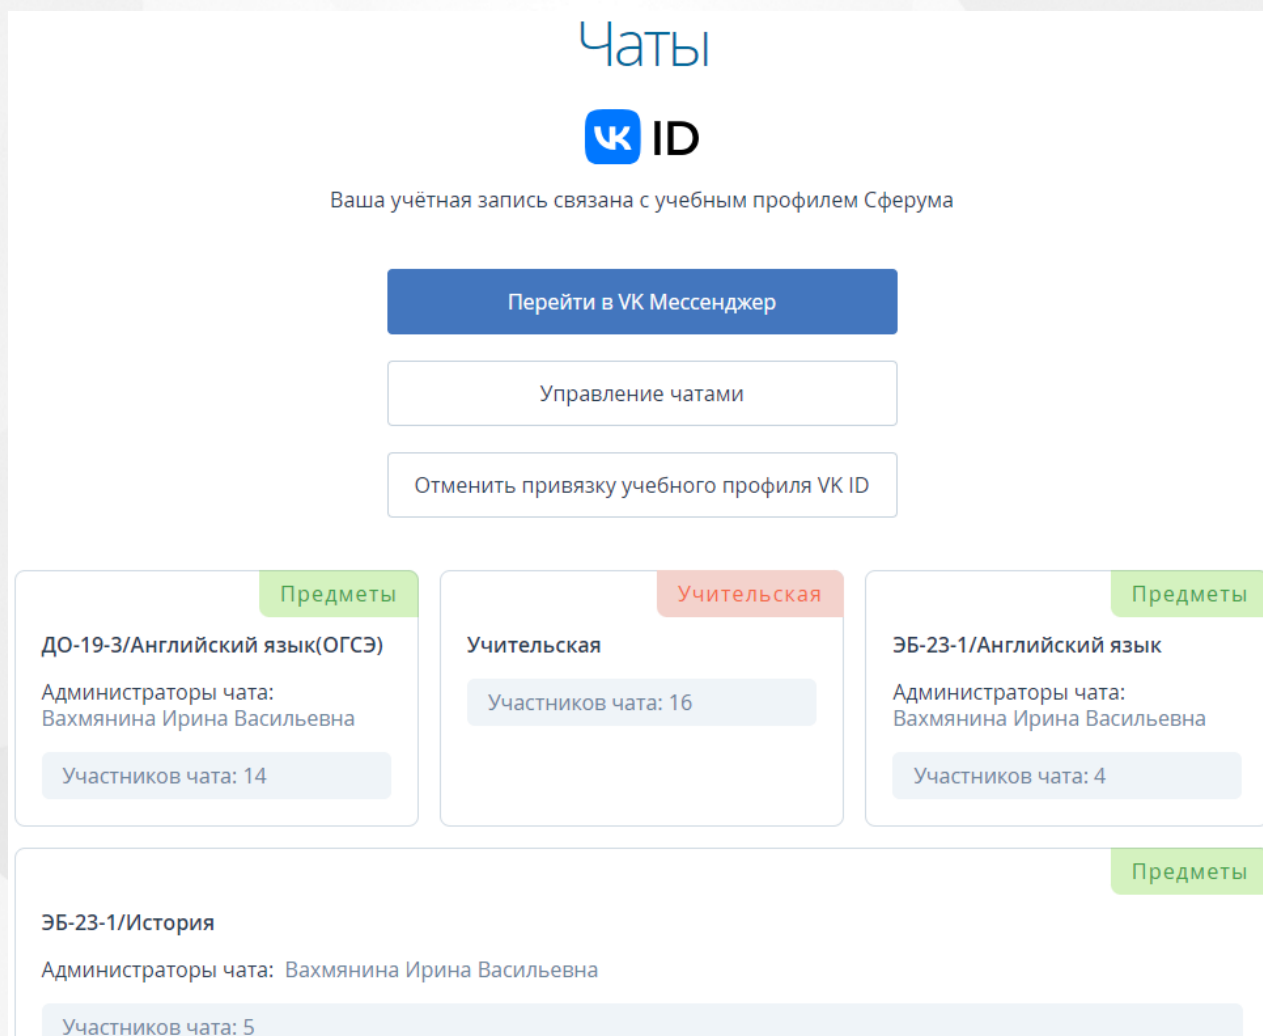 Чаты
VK ID
Ваша учётная запись связана с учебным профилем Сферума
Перейти в VK Мессенджер
Управление чатами
Отменить привязку учебного профиля VK ID
Предметы
ДО-19-3/Английский язык(ОГСЭ)
Администраторы чата:
Вахмянина Ирина Васильевна
Участников чата: 14
Учительская
Учительская
Участников чата: 16
Предметы
ЭБ-23-1/Английский язык
Администраторы чата:
Вахмянина Ирина Васильевна
Участников чата: 4
Предметы
ЭБ-23-1/История
Администраторы чата: Вахмянина Ирина Васильевна
Участников чата: 5